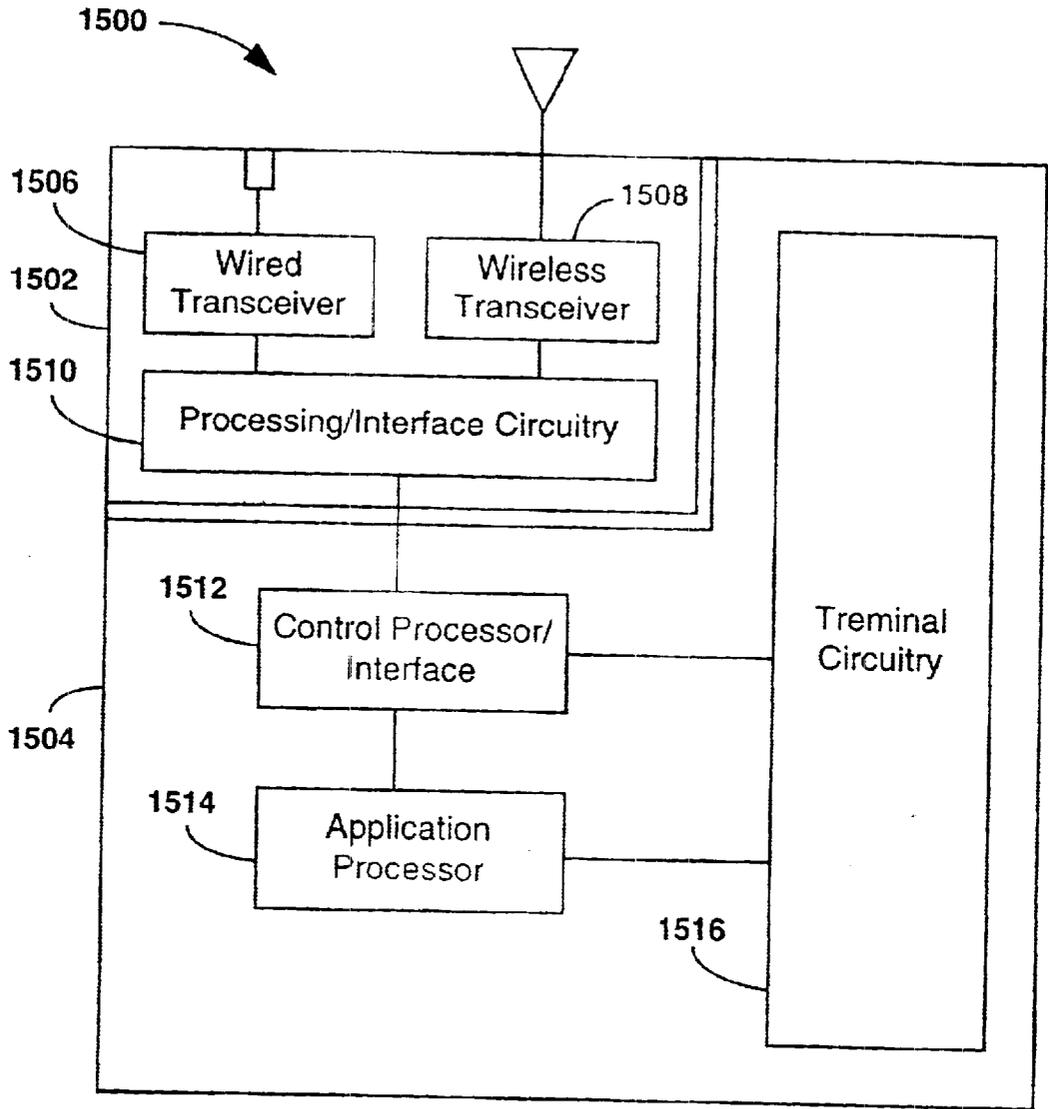 1500
1506
1508
Wired
Transceiver
Wireless
Transceiver
1502
1510
Processing/Interface Circuitry
1512
Control Processor/
Interface
Treminal
Circuitry
1504
1514
Application
Processor
1516